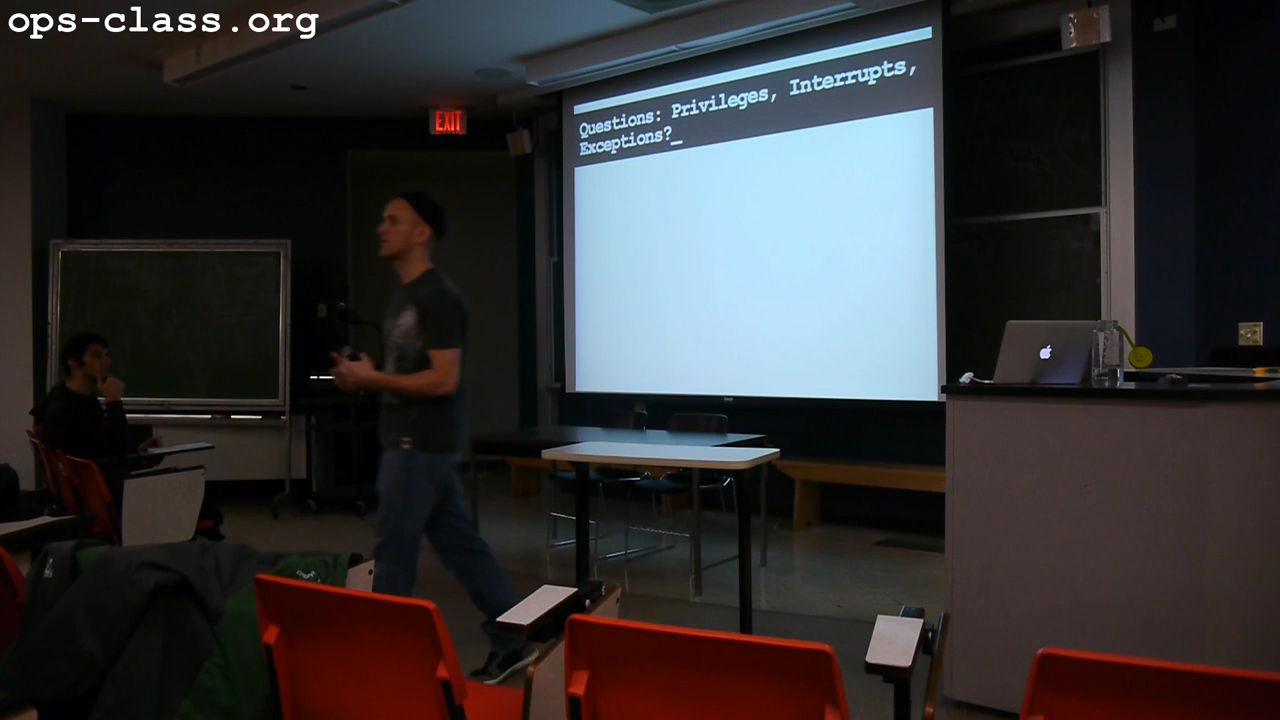 ops-class.org
EXIT
Questions: Privileges, Interrupts,
Exceptions?_